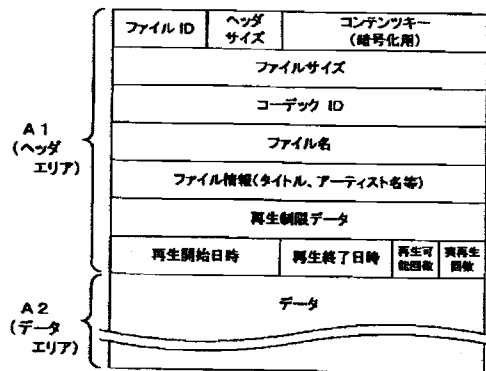 ファイル ID
ヘッダ
サイズ
コンテンツキー
(暗号化用)
ファイルサイズ
コーデック ID
ファイル名
ファイル情報(タイトル、アーティスト名等)
再生制限データ
再生開始日時
再生終了日時
再生可
能回数
実再生
回数
A1
(ヘッダ
エリア)
データ
A2
(データ
エリア)